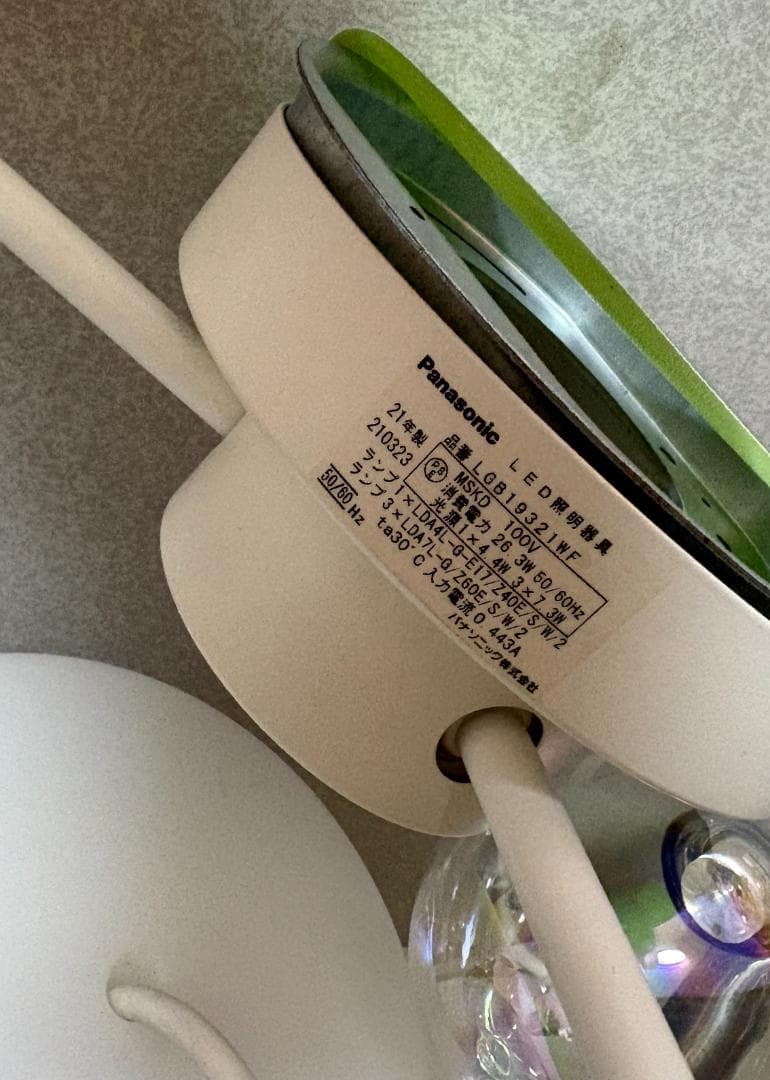 Panasonic LED照明器具
品番 LGB19321WF
21年製
210323
PS E MSKD 100V
消費電力 26.3W 50/60Hz
光源1×4.4W 3×7.3W
ランプ 1×LDA4L-G-E17/Z40E/S/W/2
ランプ 3×LDA7L-G/Z60E/S/W/2
50/60 Hz ta30°C 入力電流0.443A
パナソニック株式会社